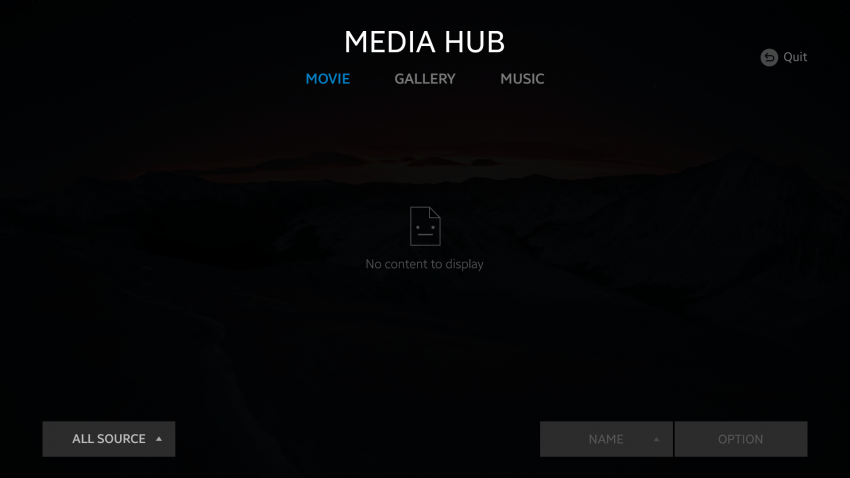 MEDIA HUB
Quit
MOVIE GALLERY MUSIC
No content to display
ALL SOURCE NAME OPTION